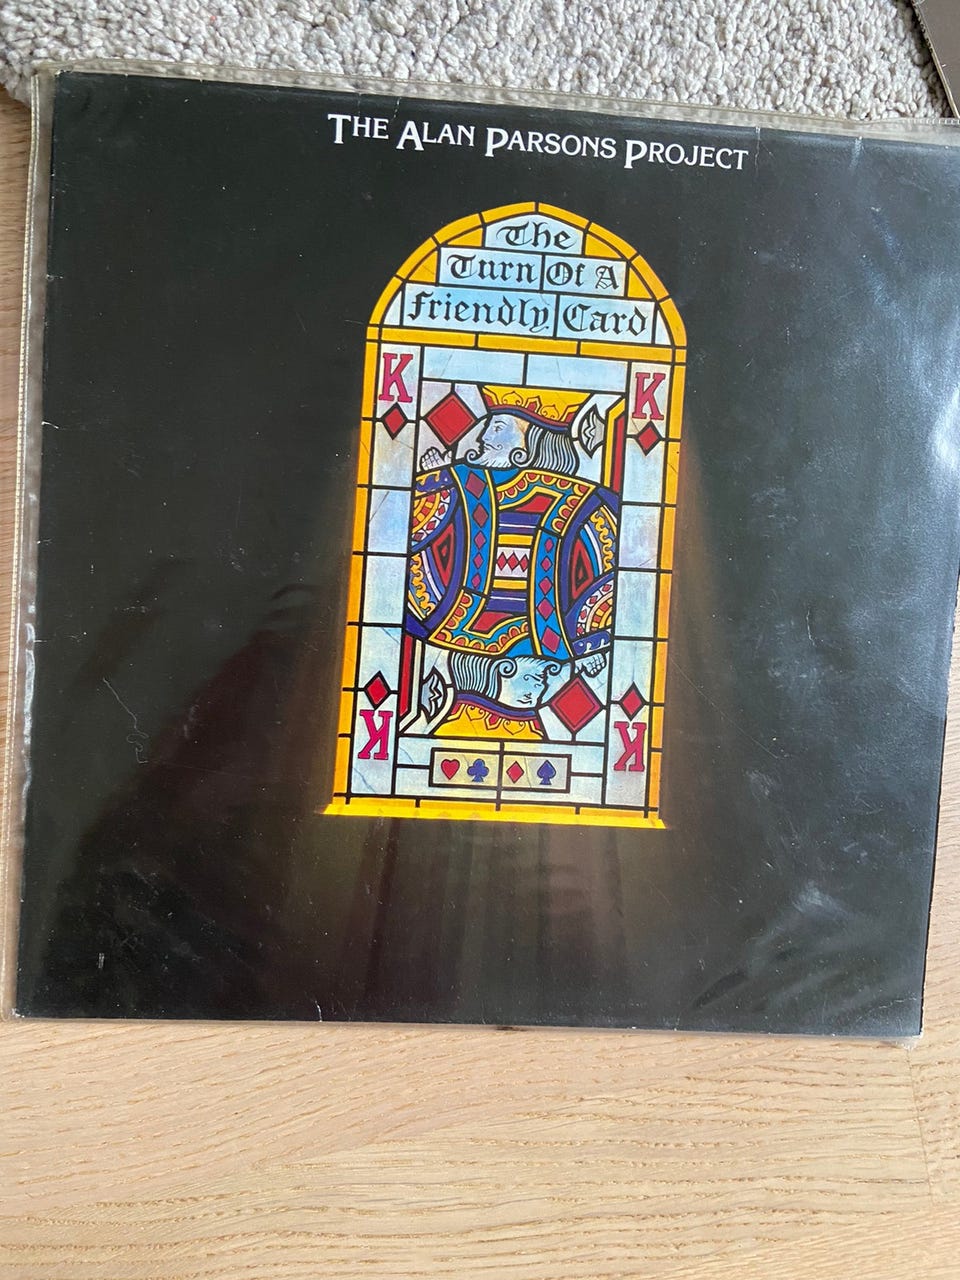 THE ALAN PARSONS PROJECT
The
Turn Of A
friendly Card
K K
K K